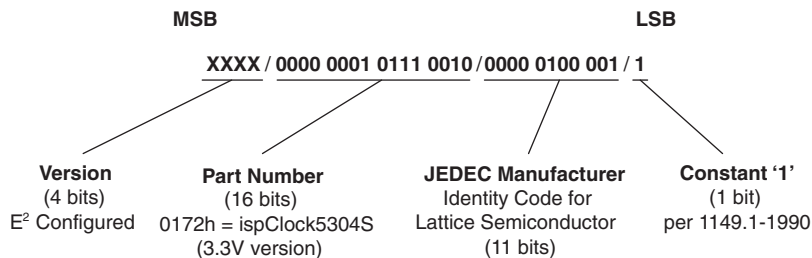 MSB LSB
XXXX / 0000 0001 0111 0010 / 0000 0100 001 / 1
Version
(4 bits)
E² Configured
Part Number
(16 bits)
0172h = ispClock5304S
(3.3V version)
JEDEC Manufacturer
Identity Code for
Lattice Semiconductor
(11 bits)
Constant ‘1’
(1 bit)
per 1149.1-1990